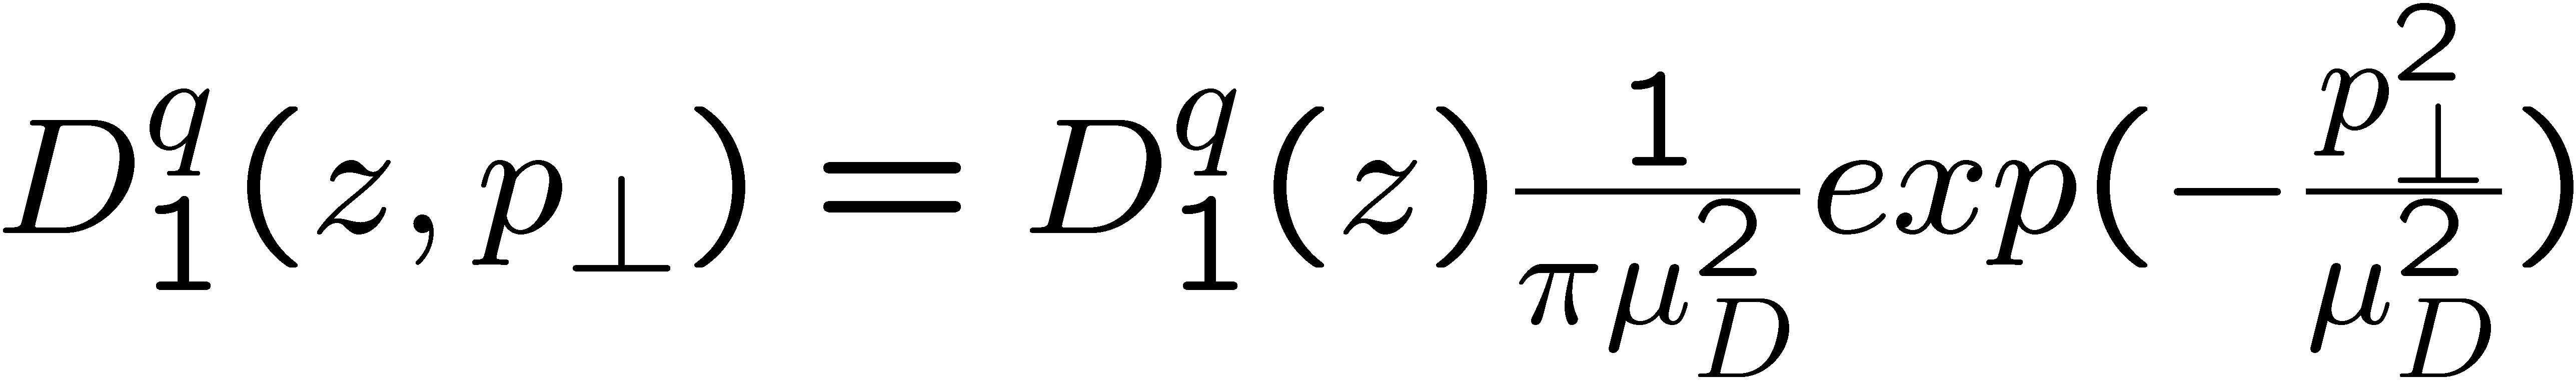 D_1^q(z, p_⊥) = D_1^q(z) \frac{1}{πμ_D^2} exp(-\frac{p_⊥^2}{μ_D^2})